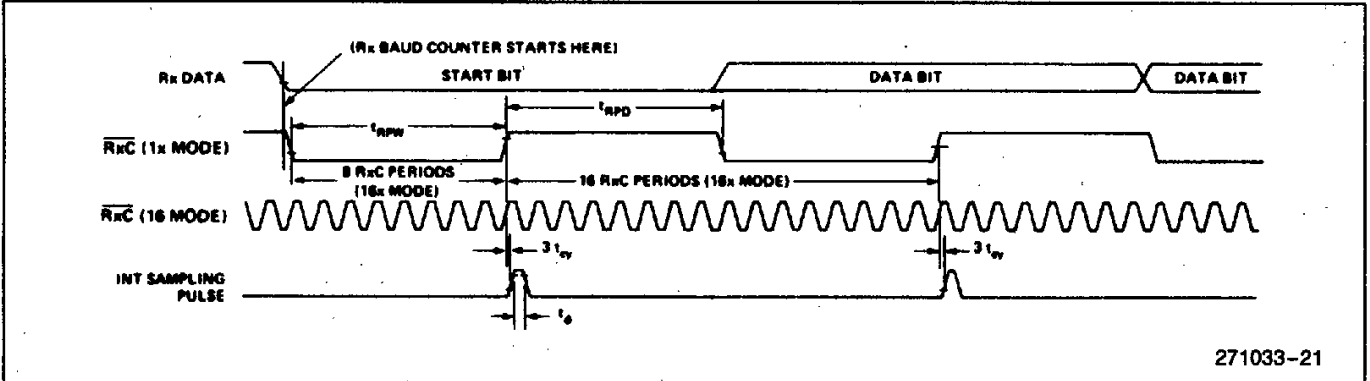 (Rx BAUD COUNTER STARTS HERE)
Rx DATA
START BIT
DATA BIT
DATA BIT
tRPW
tRPD
RxC (1x MODE)
8 RxC PERIODS
(16x MODE)
16 RxC PERIODS (16x MODE)
RxC (16 MODE)
3 tcy
3 tcy
INT SAMPLING
PULSE
tϕ
271033-21